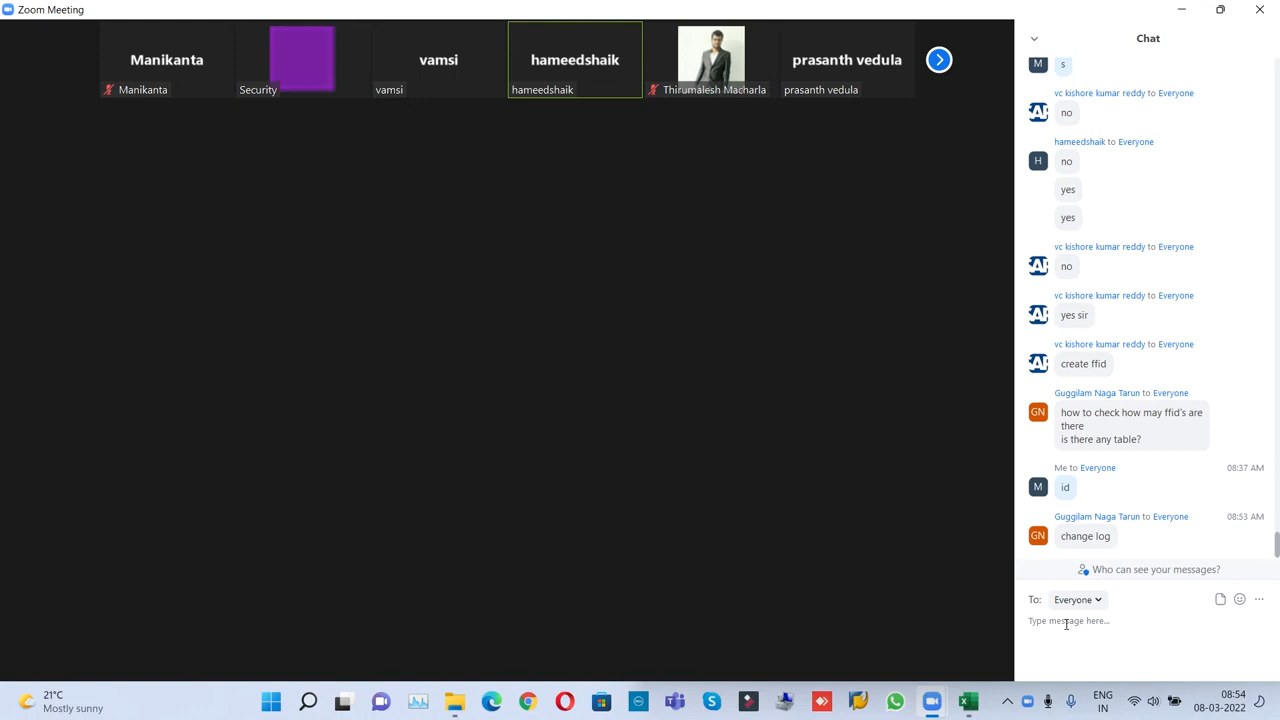 Zoom Meeting
Manikanta
Manikanta
Security
vamsi
vamsi
hameedshaik
hameedshaik
Thirumalesh Macharla
prasanth vedula
prasanth vedula
Chat
M
s
vc kishore kumar reddy to Everyone
no
hameedshaik to Everyone
H
no
yes
yes
vc kishore kumar reddy to Everyone
no
vc kishore kumar reddy to Everyone
yes sir
vc kishore kumar reddy to Everyone
create ffid
Guggilam Naga Tarun to Everyone
GN
how to check how may ffid's are
there
is there any table?
Me to Everyone 08:37 AM
M
id
Guggilam Naga Tarun to Everyone 08:53 AM
GN
change log
Who can see your messages?
To: Everyone
Type message here...
21°C
Mostly sunny
ENG
IN
08:54
08-03-2022